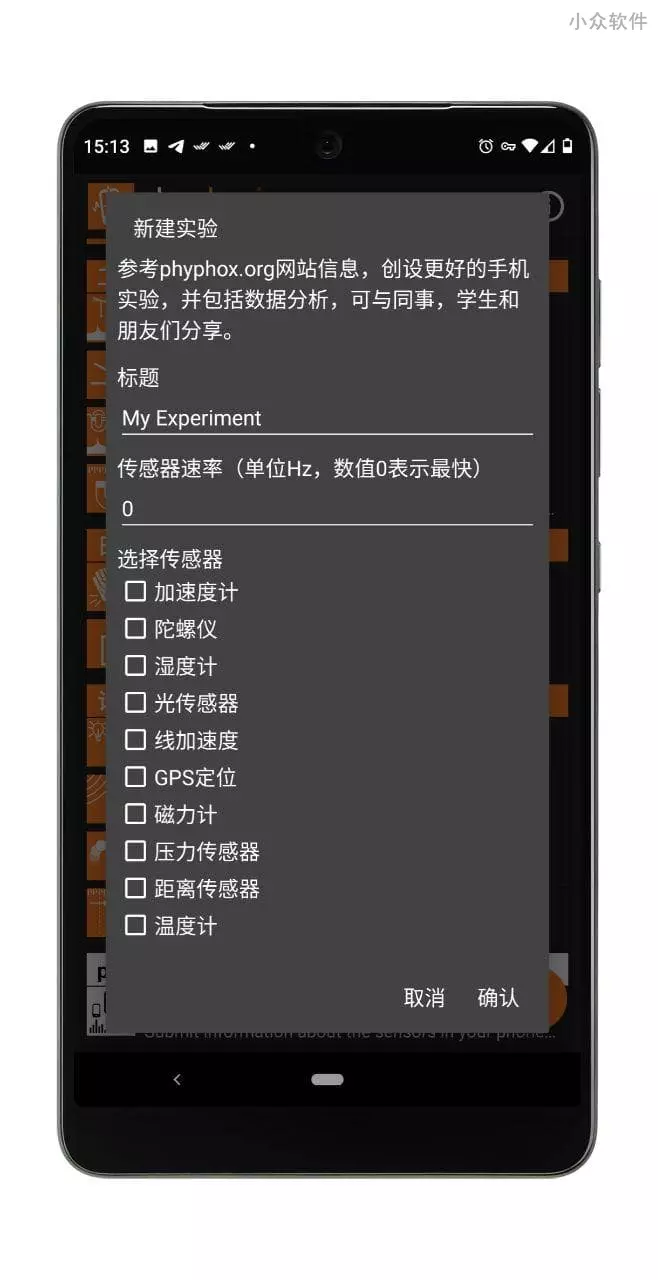 小众软件
15:13
新建实验
参考phyphox.org网站信息，创设更好的手机
实验，并包括数据分析，可与同事，学生和
朋友们分享。
标题
My Experiment
传感器速率（单位Hz，数值0表示最快）
0
选择传感器
加速度计
陀螺仪
湿度计
光传感器
线加速度
GPS定位
磁力计
压力传感器
距离传感器
温度计
取消
确认
Submit information about the sensors in your phone...